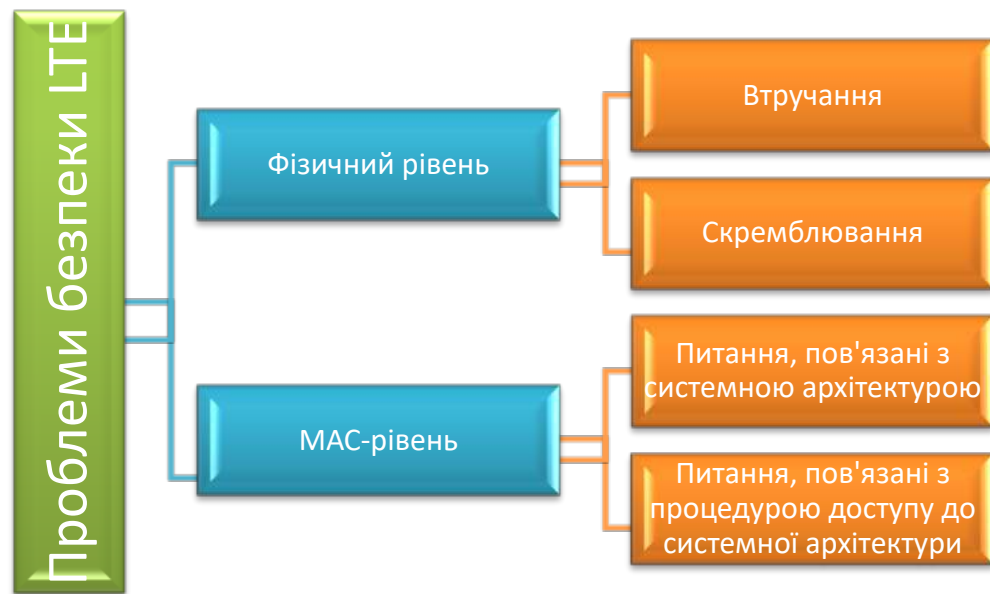 Проблеми безпеки LTE
Фізичний рівень
Втручання
Скремблювання
МАС-рівень
Питання, пов'язані з
системною архітектурою
Питання, пов'язані з
процедурою доступу до
системної архітектури